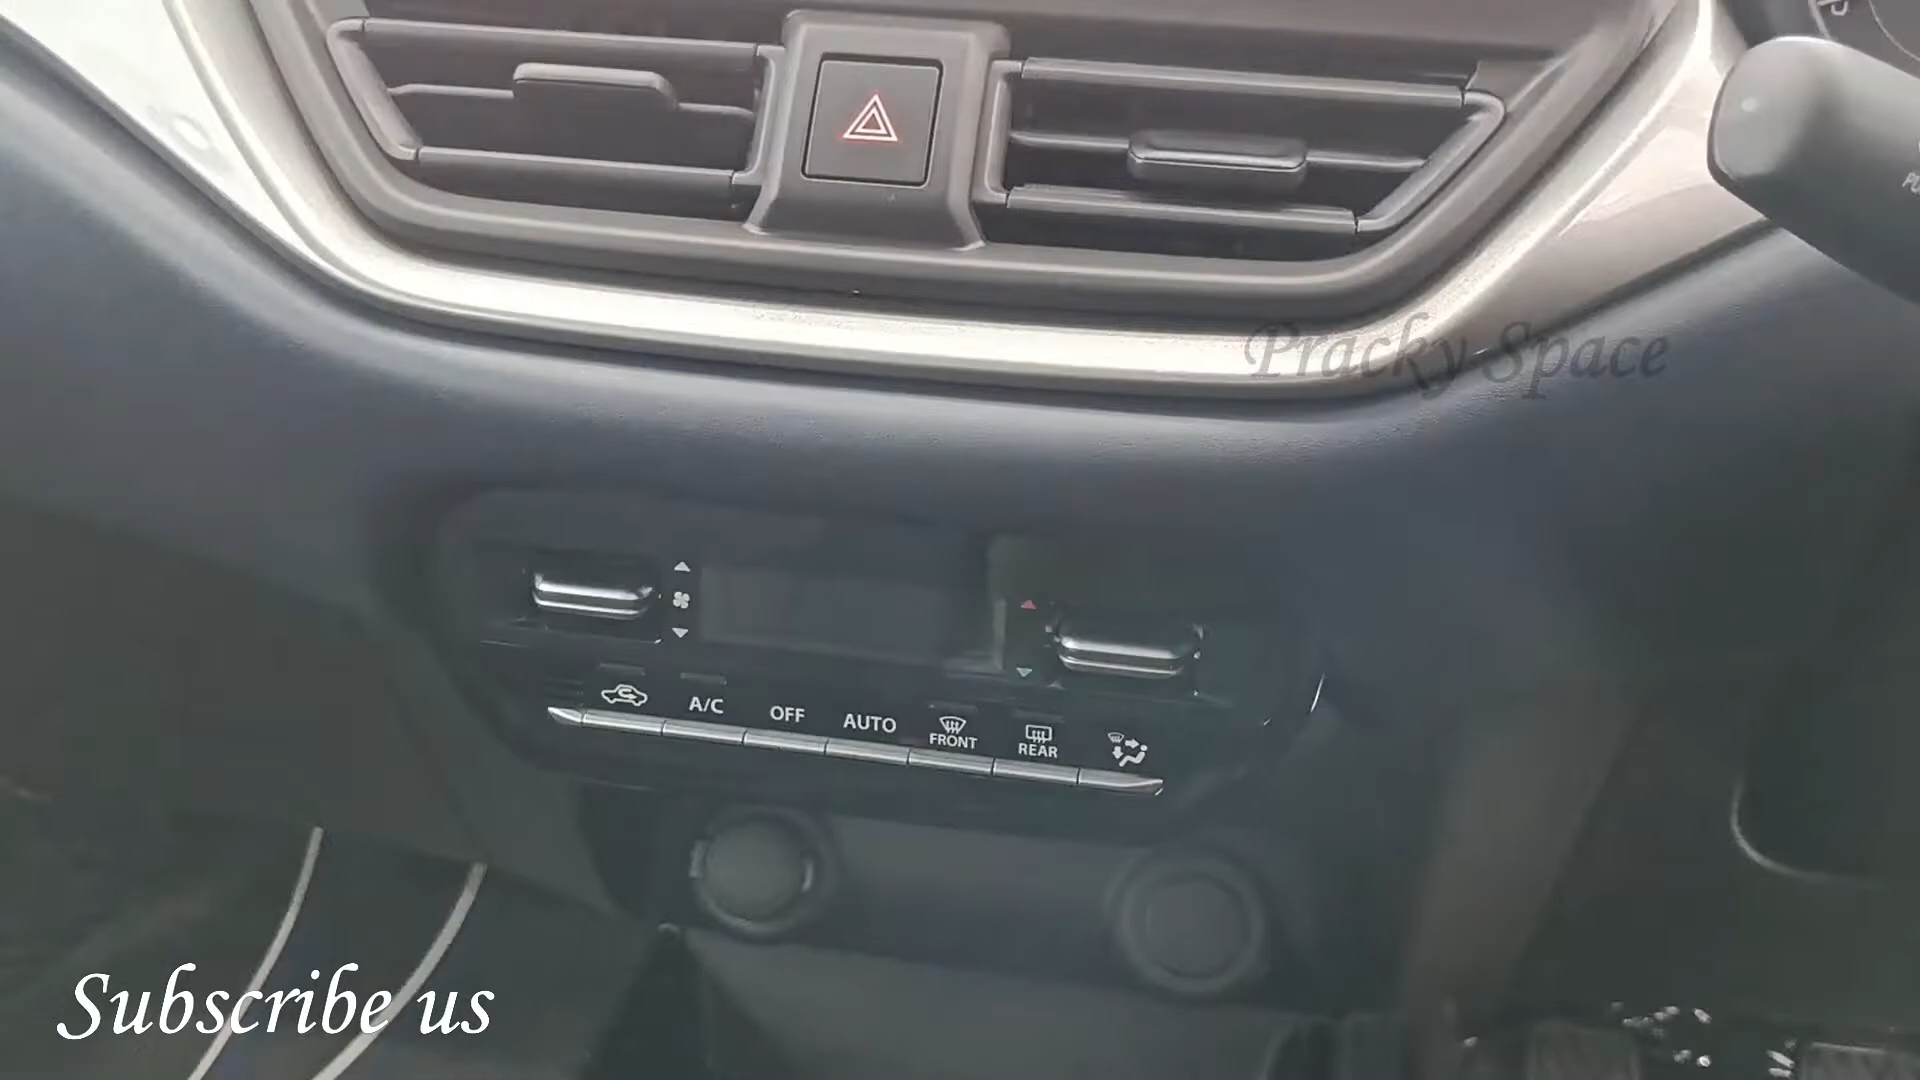 Pracky Space
A/C
OFF
AUTO
FRONT
REAR
Subscribe us